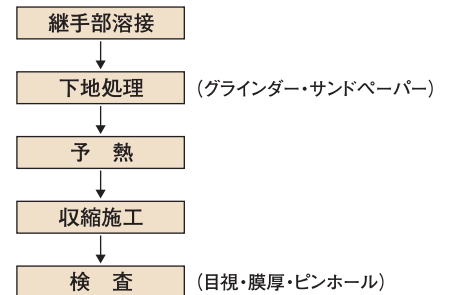 継手部溶接
下地処理 (グラインダー・サンドペーパー)
予 熱
収縮施工
検 査 (目視・膜厚・ピンホール)